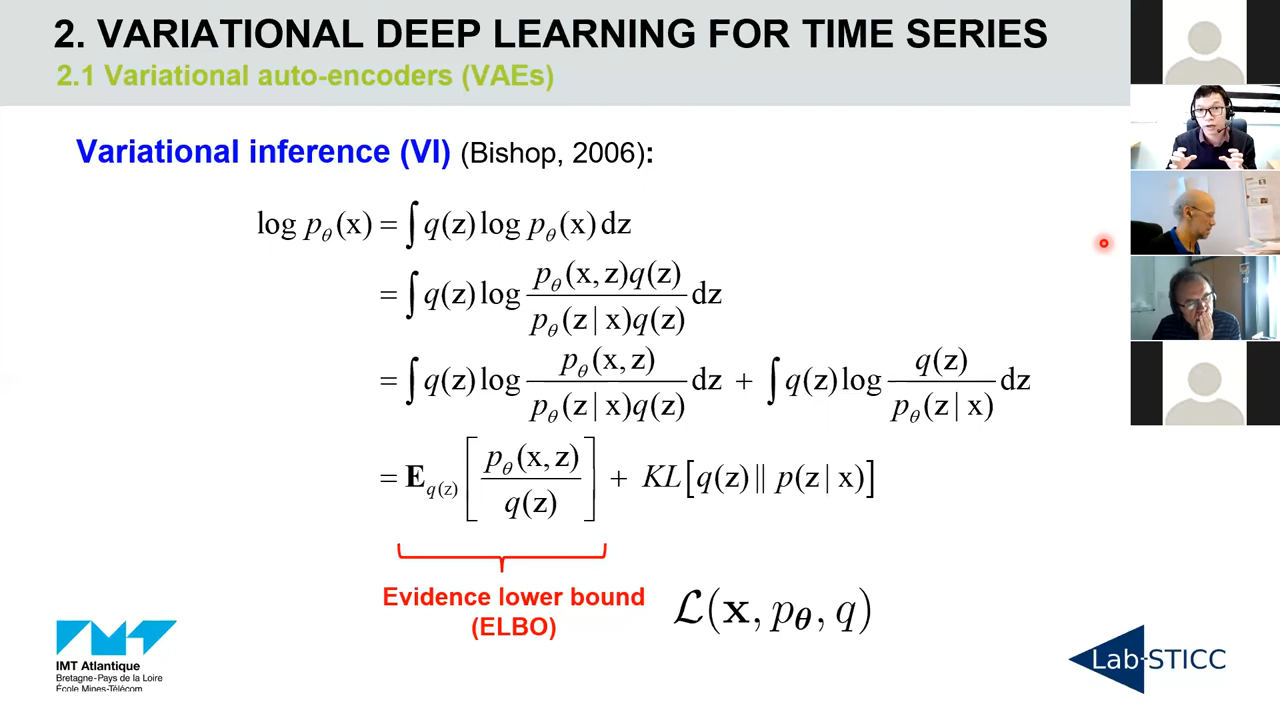 2. VARIATIONAL DEEP LEARNING FOR TIME SERIES
2.1 Variational auto-encoders (VAEs)
Variational inference (VI) (Bishop, 2006):
log p_θ(x) = ∫ q(z) log p_θ(x) dz
= ∫ q(z) log p_θ(x, z)q(z) / p_θ(z | x)q(z) dz
= ∫ q(z) log p_θ(x, z) / p_θ(z | x)q(z) dz + ∫ q(z) log q(z) / p_θ(z | x) dz
= E_q(z) [ p_θ(x, z) / q(z) ] + KL[q(z) || p(z | x)]
Evidence lower bound
(ELBO)
ℒ(x, p_θ, q)
IMT Atlantique
Bretagne-Pays de la Loire
École Mines-Télécom
Lab-STICC